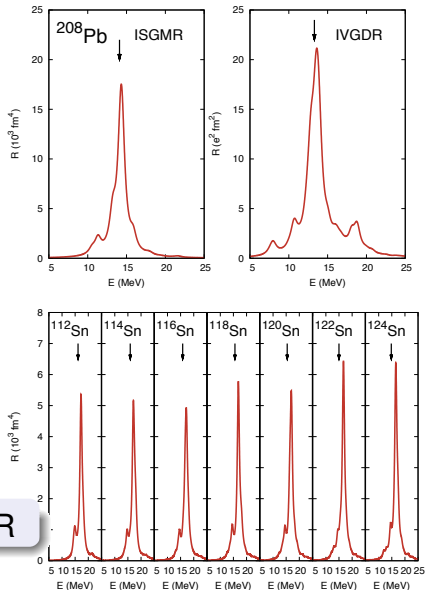 ²⁰⁸Pb ISGMR
IVGDR
25
20
15
10
5
0
R (10³ fm⁴)
5 10 15 20 25
E (MeV)
25
20
15
10
5
0
R (e² fm²)
5 10 15 20 25
E (MeV)
8
7
6
5
4
3
2
1
0
R (10³ fm⁴)
¹¹²Sn ¹¹⁴Sn ¹¹⁶Sn ¹¹⁸Sn ¹²⁰Sn ¹²²Sn ¹²⁴Sn
R
5 10 15 20 5 10 15 20 5 10 15 20 5 10 15 20 5 10 15 20 5 10 15 20 5 10 15 20 25
E (MeV) E (MeV) E (MeV) E (MeV) E (MeV) E (MeV) E (MeV)